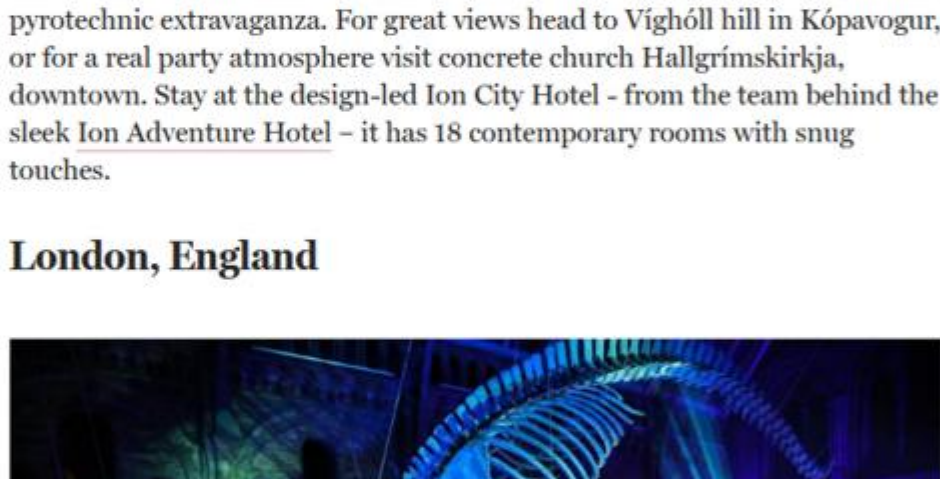 pyrotechnic extravaganza. For great views head to Víghóll hill in Kópavogur,
or for a real party atmosphere visit concrete church Hallgrímskirkja,
downtown. Stay at the design-led Ion City Hotel - from the team behind the
sleek Ion Adventure Hotel – it has 18 contemporary rooms with snug
touches.
London, England